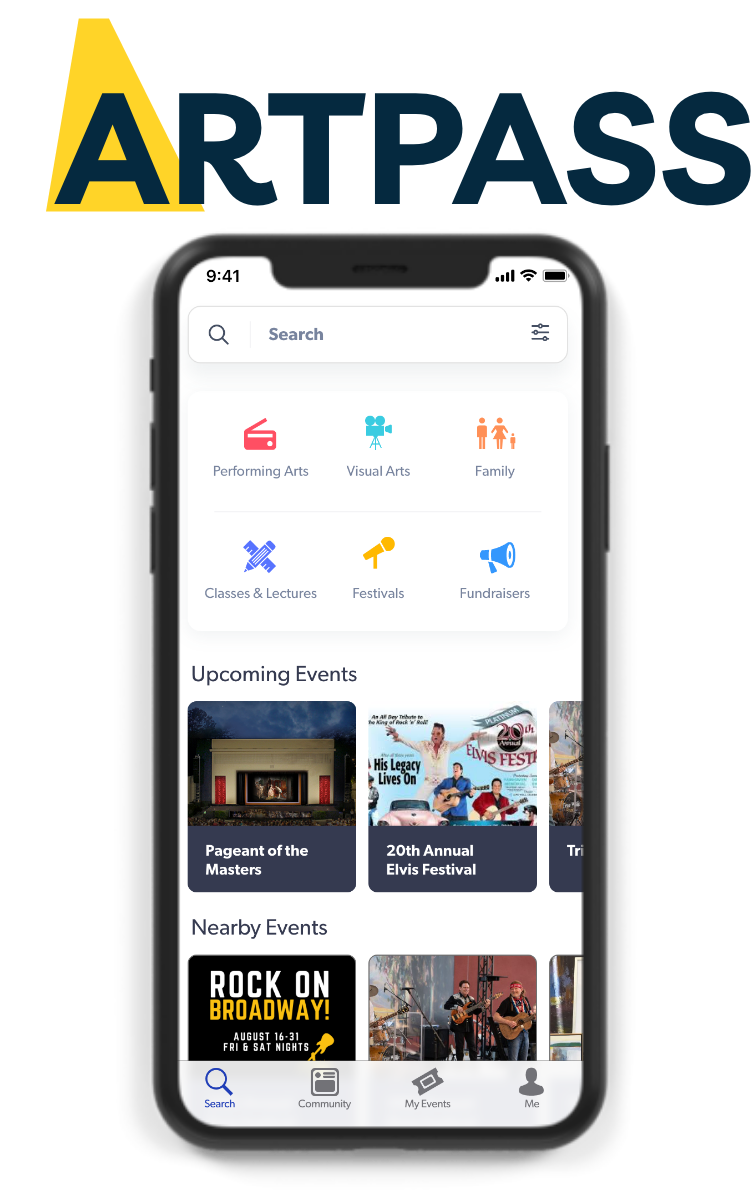 ARTPASS
9:41
Search
Performing Arts
Visual Arts
Family
Classes & Lectures
Festivals
Fundraisers
Upcoming Events
An All Day Tribute to
the King of Rock 'n' Roll!
PLATINUM
20th
Annual
ELVIS FEST
His Legacy
Lives On
Pageant of the
Masters
20th Annual
Elvis Festival
Tri
Nearby Events
ROCK ON
BROADWAY!
AUGUST 16-31
FRI & SAT NIGHTS
Search
Community
My Events
Me